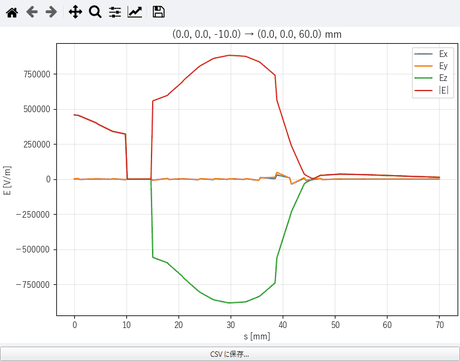 (0.0, 0.0, -10.0) → (0.0, 0.0, 60.0) mm
Ex
Ey
Ez
|E|
750000
500000
250000
0
−250000
−500000
−750000
E [V/m]
0 10 20 30 40 50 60 70
s [mm]
CSV に保存...